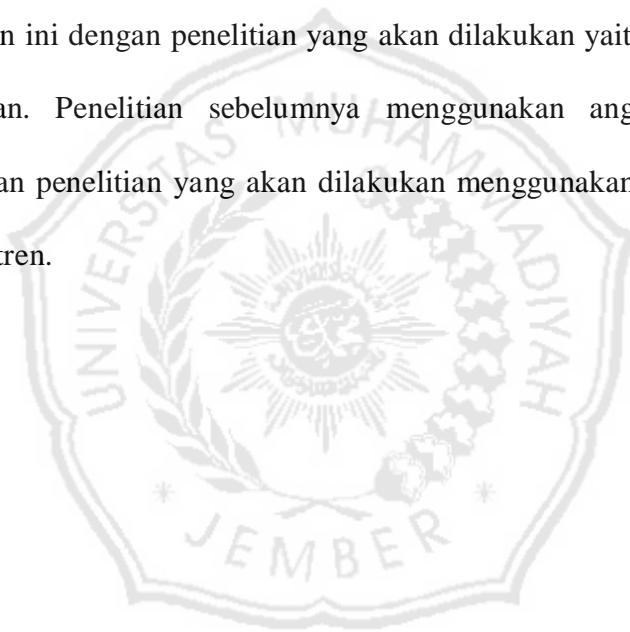 n ini dengan penelitian yang akan dilakukan yait
an. Penelitian sebelumnya menggunakan ang
an penelitian yang akan dilakukan menggunakan
tren.
UNIVERSITAS MUHAMMADIYAH
JEMBER